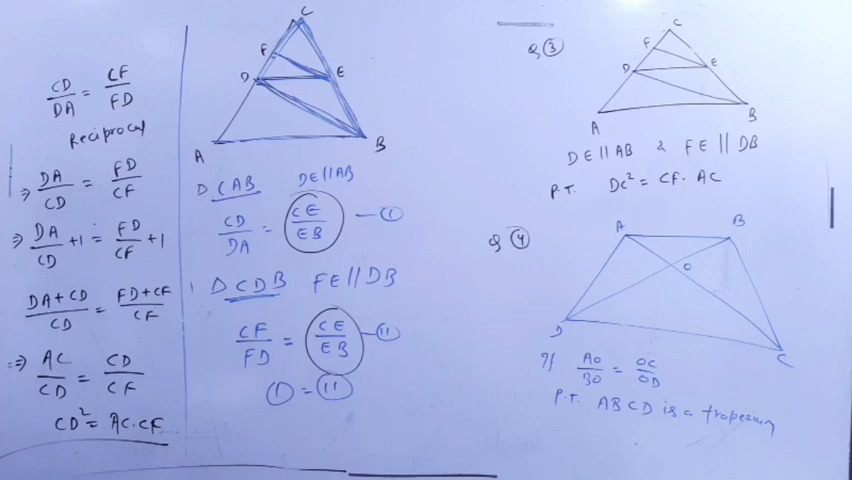 CD/DA = CF/FD
Reciprocal
⇒ DA/CD = FD/CF
⇒ DA/CD +1 = FD/CF +1
DA+CD/CD = FD+CF/CF
⇒ AC/CD = CD/CF
CD² = AC.CF
C
F
D
E
A
B
Δ CAB DE||AB
CD/DA = CE/EB — I
Δ CDB FE||DB
CF/FD = CE/EB — II
I = II
Q 3
C
F
D
E
A
B
DE||AB & FE||DB
P.T. DC² = CF. AC
Q 4
A
B
O
D
C
If AO/BO = OC/OD
P.T. ABCD is a tropezium